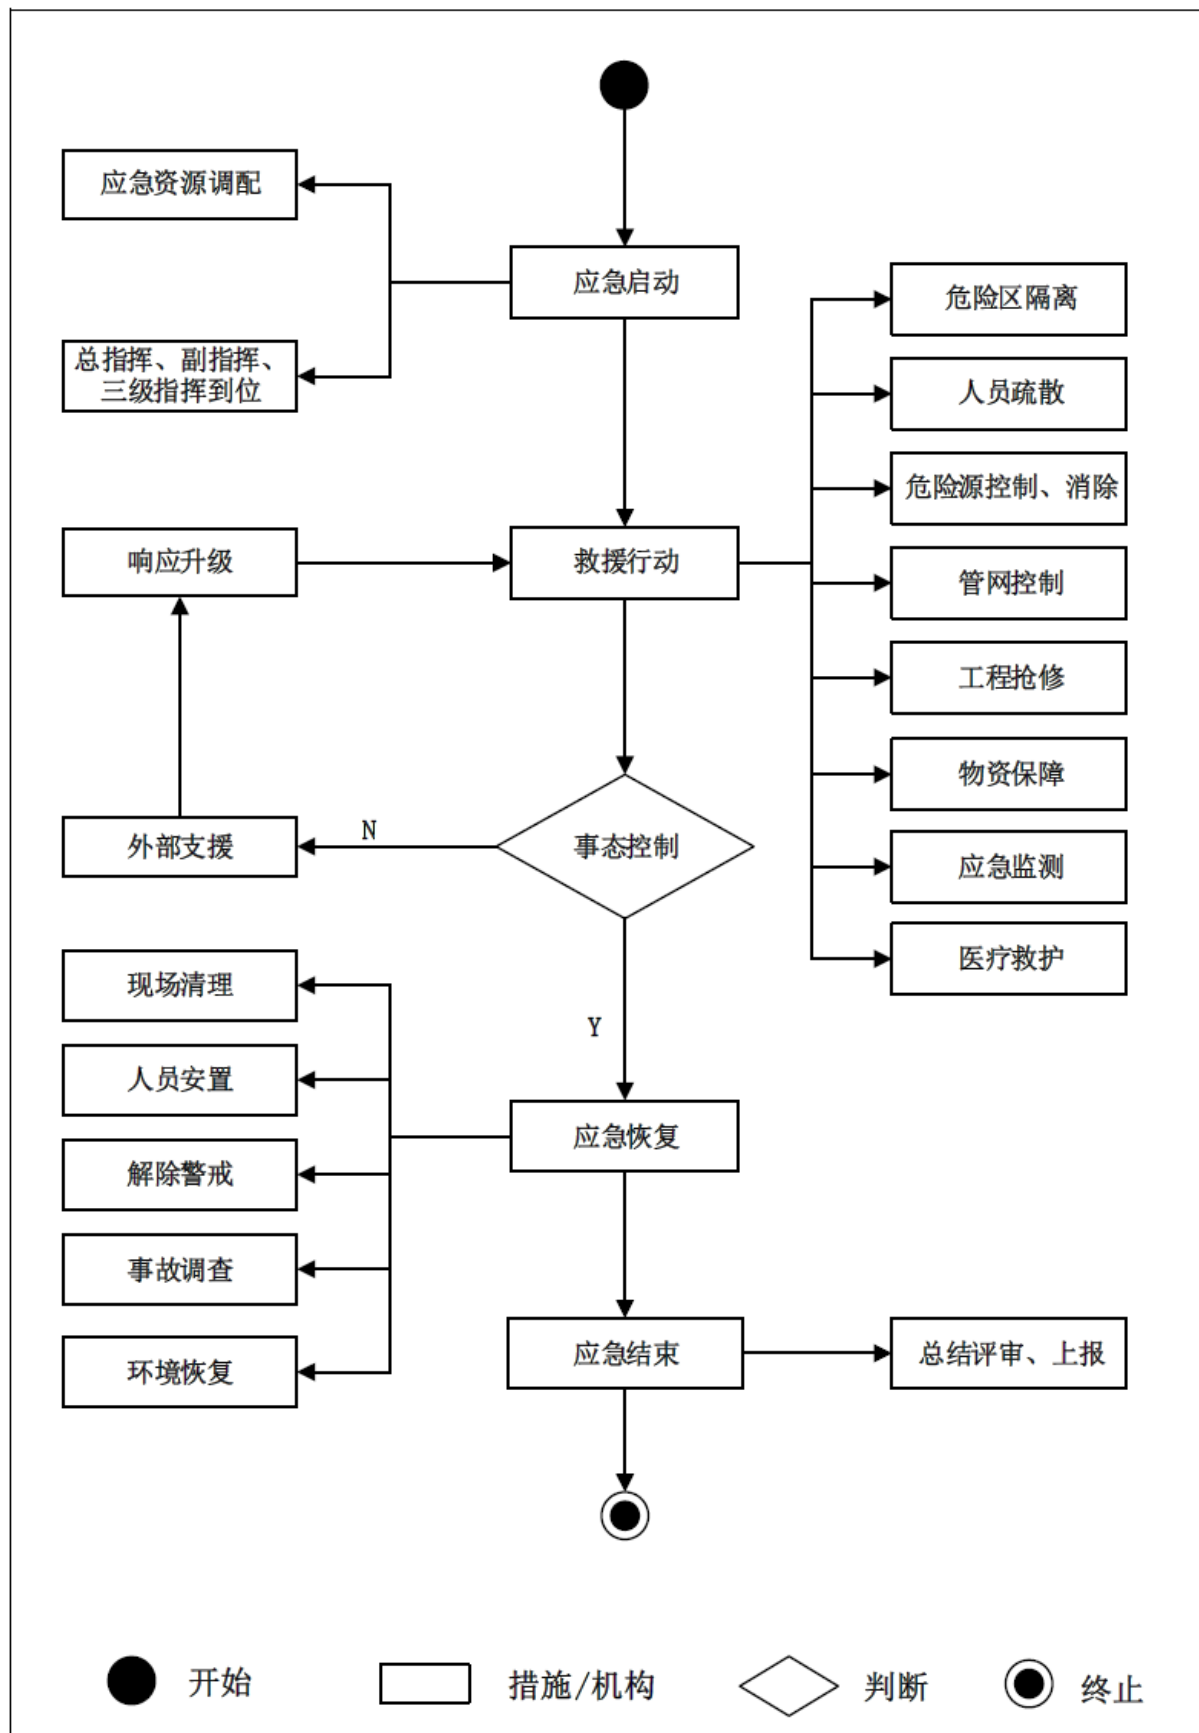 应急资源调配
应急启动
危险区隔离
总指挥、副指挥、
三级指挥到位
人员疏散
危险源控制、消除
响应升级
救援行动
管网控制
工程抢修
物资保障
外部支援
N
事态控制
应急监测
医疗救护
现场清理
Y
人员安置
应急恢复
解除警戒
事故调查
环境恢复
应急结束
总结评审、上报
开始
措施/机构
判断
终止